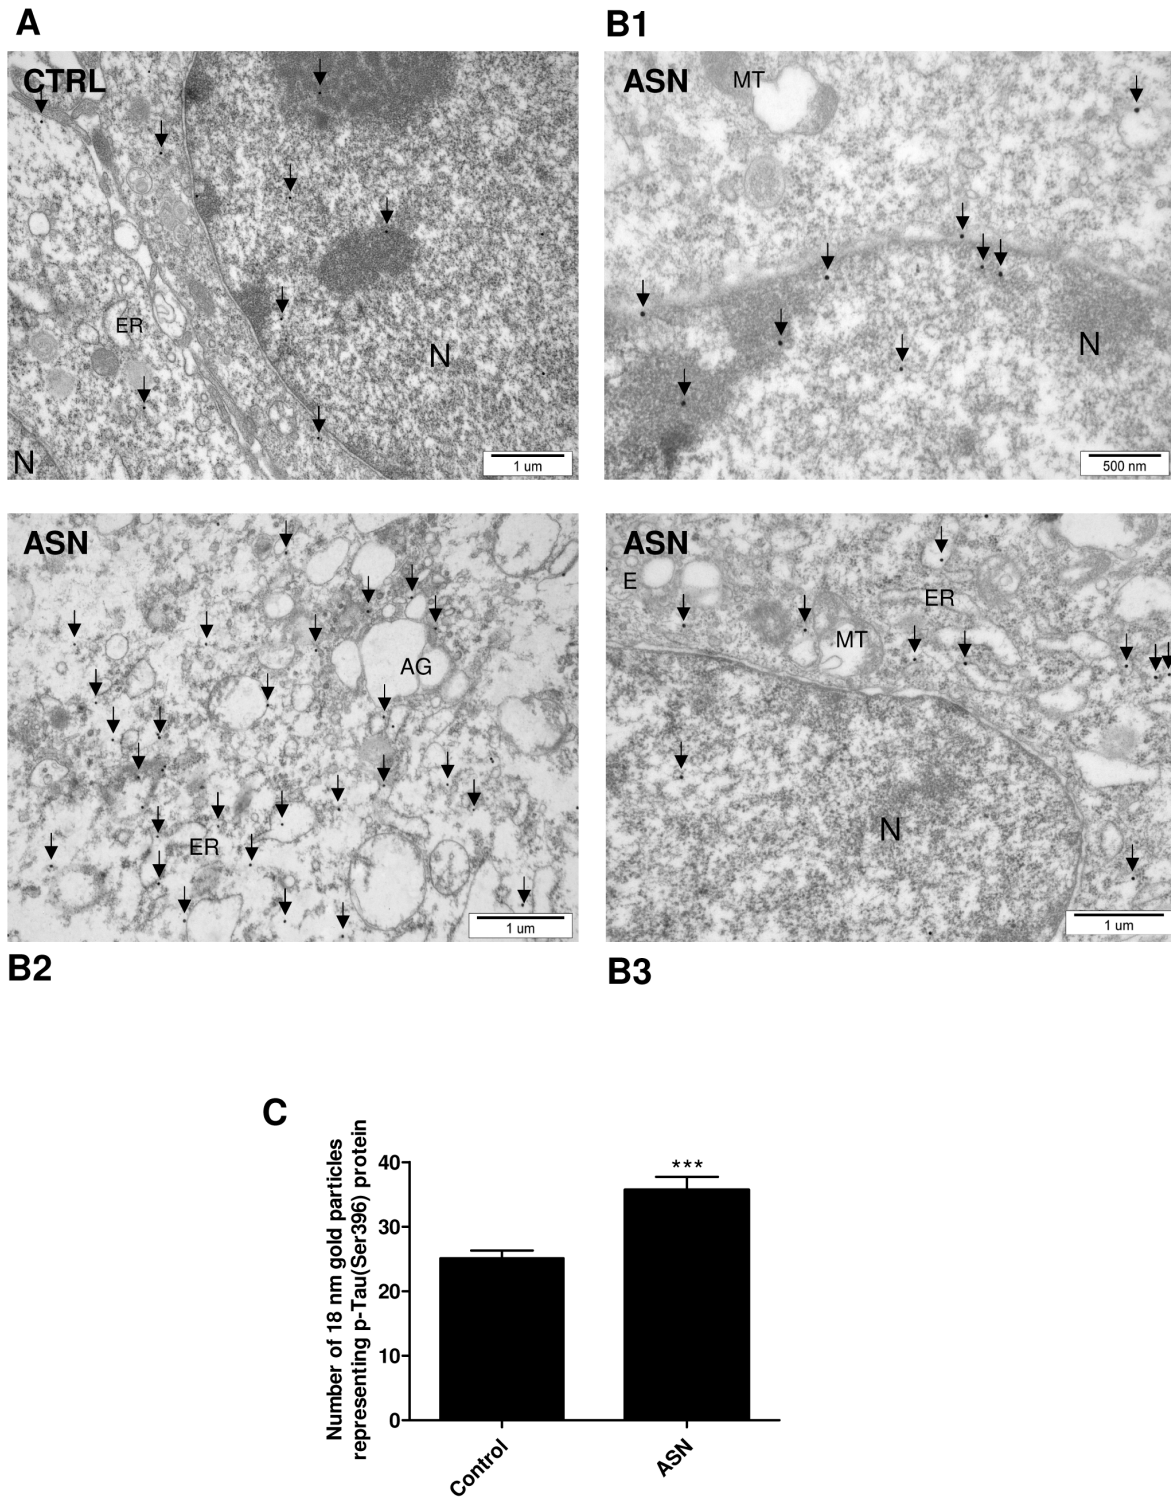 A
B1
CTRL
ER
N
N
1 um
ASN
MT
N
500 nm
ASN
AG
ER
1 um
ASN
E
ER
MT
N
1 um
B2
B3
C
Number of 18 nm gold particles
representing p-Tau(Ser396) protein
40
***
30
20
10
0
Control
ASN